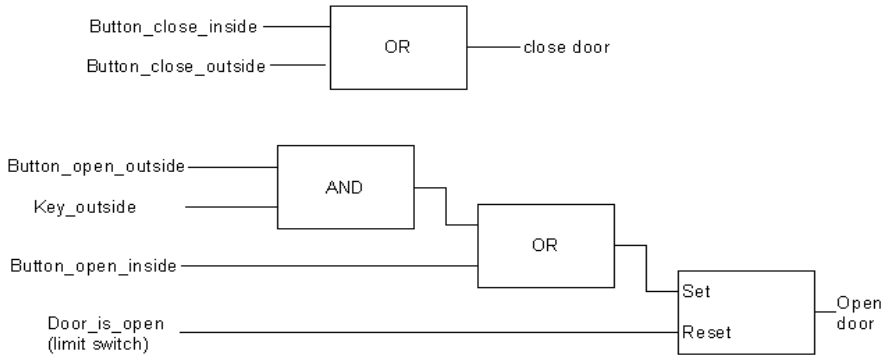 Button_close_inside
OR
close door
Button_close_outside
Button_open_outside
AND
Key_outside
OR
Button_open_inside
Set
Open
door
Door_is_open
(limit switch)
Reset